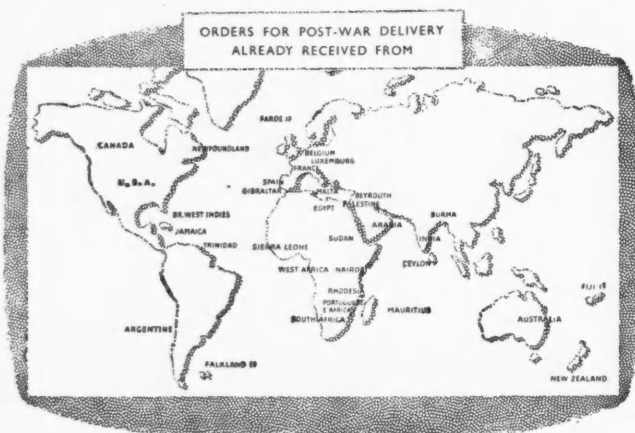 ORDERS FOR POST-WAR DELIVERY
ALREADY RECEIVED FROM
FAROE IS
CANADA
NEWFOUNDLAND
BELGIUM
LUXEMBURG
FRANCE
U.S.A.
SPAIN
GIBRALTAR
MALTA
BEYROUTH
PALESTINE
EGYPT
BR.WEST INDIES
BURMA
ARABIA
JAMAICA
SUDAN
INDIA
TRINIDAD
SIERRA LEONE
CEYLON
WEST AFRICA
NAIROBI
RHODESIA
FIJI IS
PORTUGUESE
E AFRICA
MAURITIUS
SOUTH AFRICA
AUSTRALIA
ARGENTINE
FALKLAND IS
NEW ZEALAND